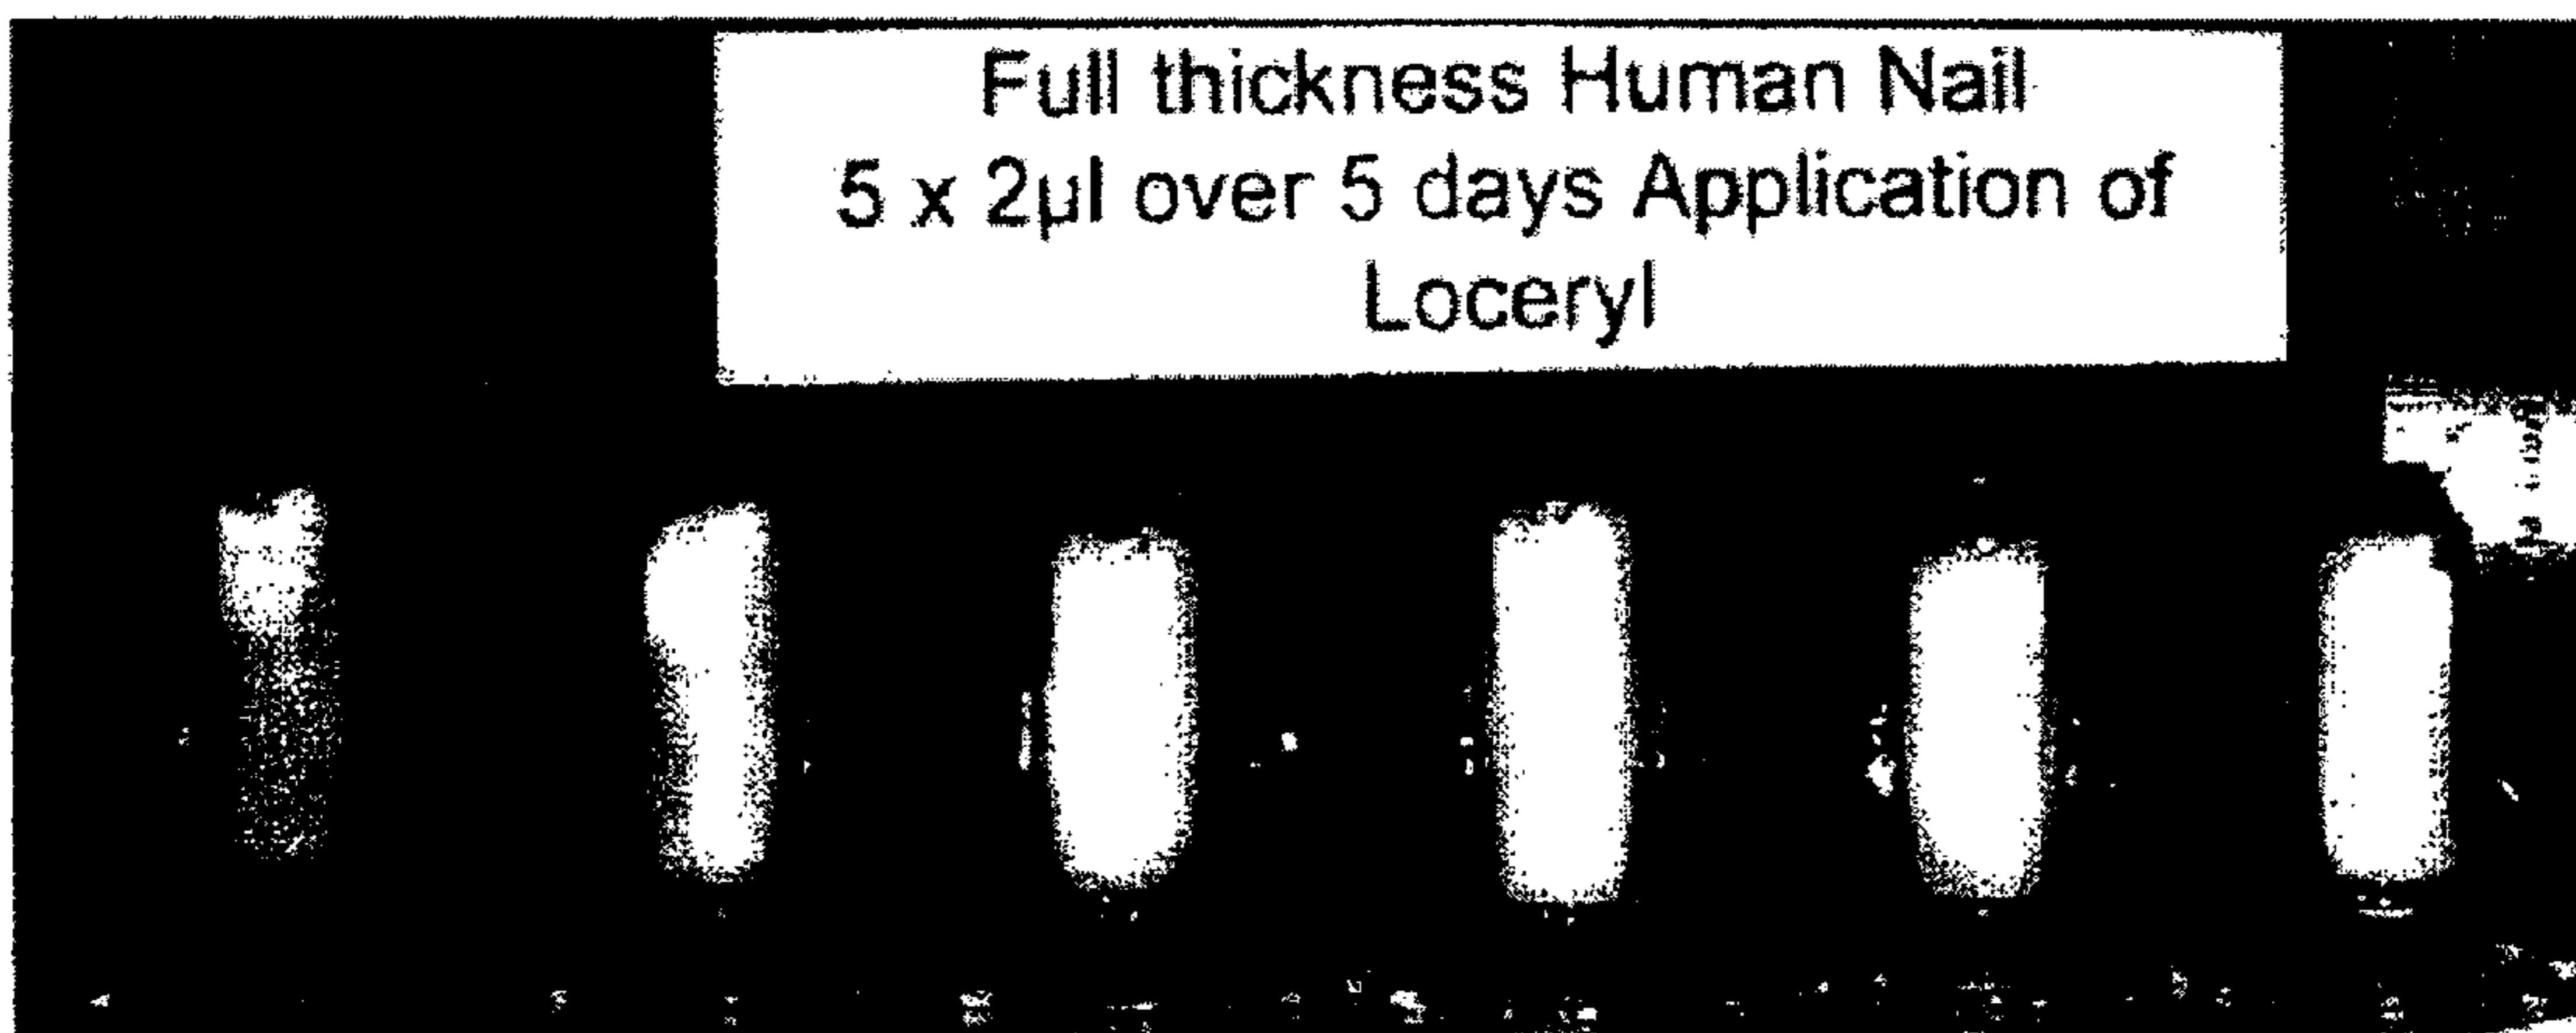 Full thickness Human Nail
5 x 2µl over 5 days Application of
Loceryl